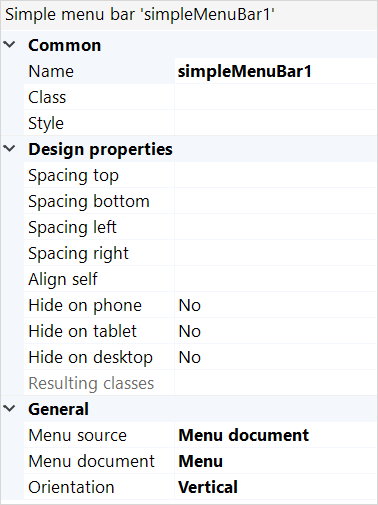 Simple menu bar 'simpleMenuBar1'
Common
Name simpleMenuBar1
Class
Style
Design properties
Spacing top
Spacing bottom
Spacing left
Spacing right
Align self
Hide on phone No
Hide on tablet No
Hide on desktop No
Resulting classes
General
Menu source Menu document
Menu document Menu
Orientation Vertical